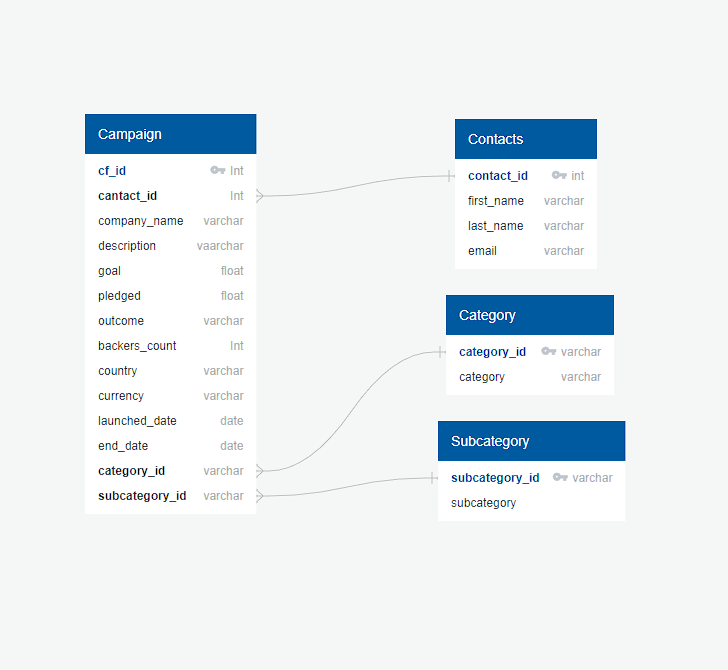 Campaign
cf_id Int
cantact_id Int
company_name varchar
description vaarchar
goal float
pledged float
outcome varchar
backers_count Int
country varchar
currency varchar
launched_date date
end_date date
category_id varchar
subcategory_id varchar
Contacts
contact_id int
first_name varchar
last_name varchar
email varchar
Category
category_id varchar
category varchar
Subcategory
subcategory_id varchar
subcategory